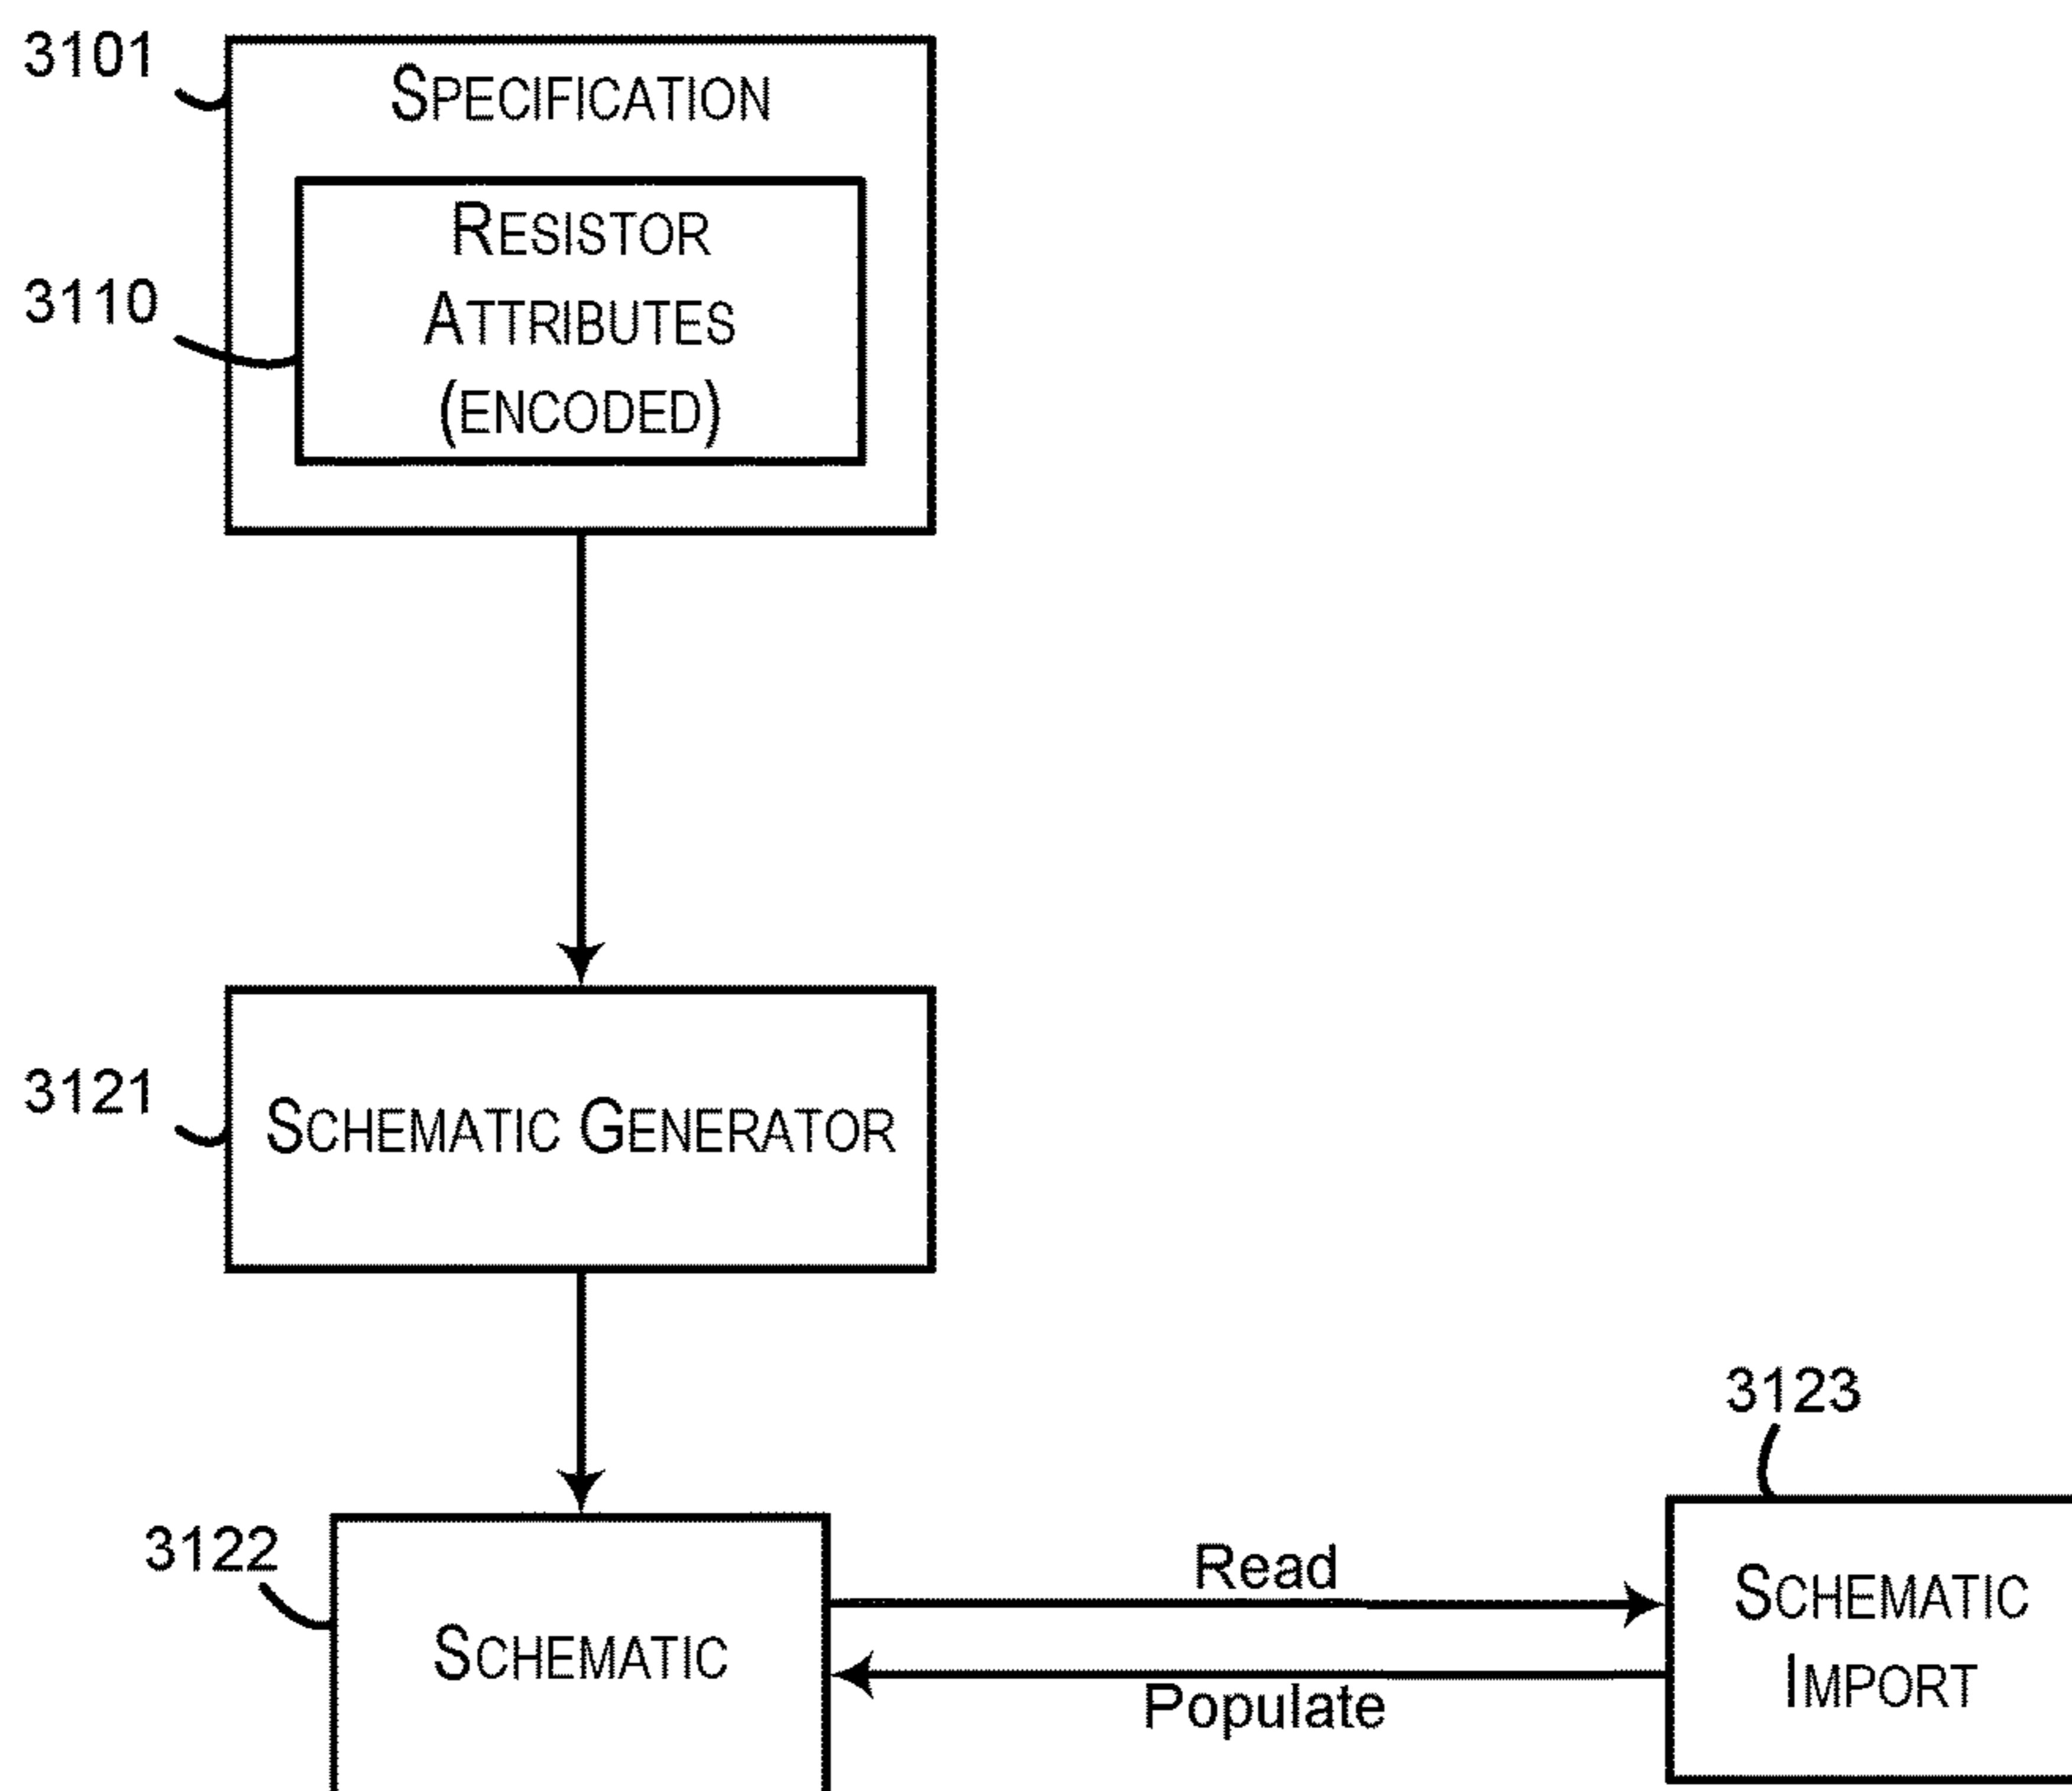 3101
SPECIFICATION
3110
RESISTOR
ATTRIBUTES
(ENCODED)
3121
SCHEMATIC GENERATOR
3122
SCHEMATIC
Read
Populate
3123
SCHEMATIC
IMPORT